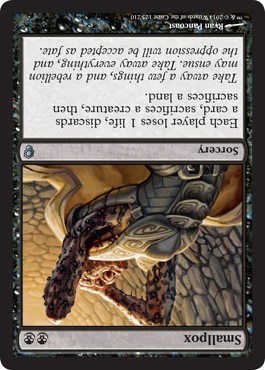 Smallpox
Sorcery
Each player loses 1 life, discards
a card, sacrifices a creature, then
sacrifices a land.
Take away a few things, and a rebellion
may ensue. Take away everything, and
the oppression will be accepted as fate.
Ryan Pancoast
™ & © 2014 Wizards of the Coast 125/210